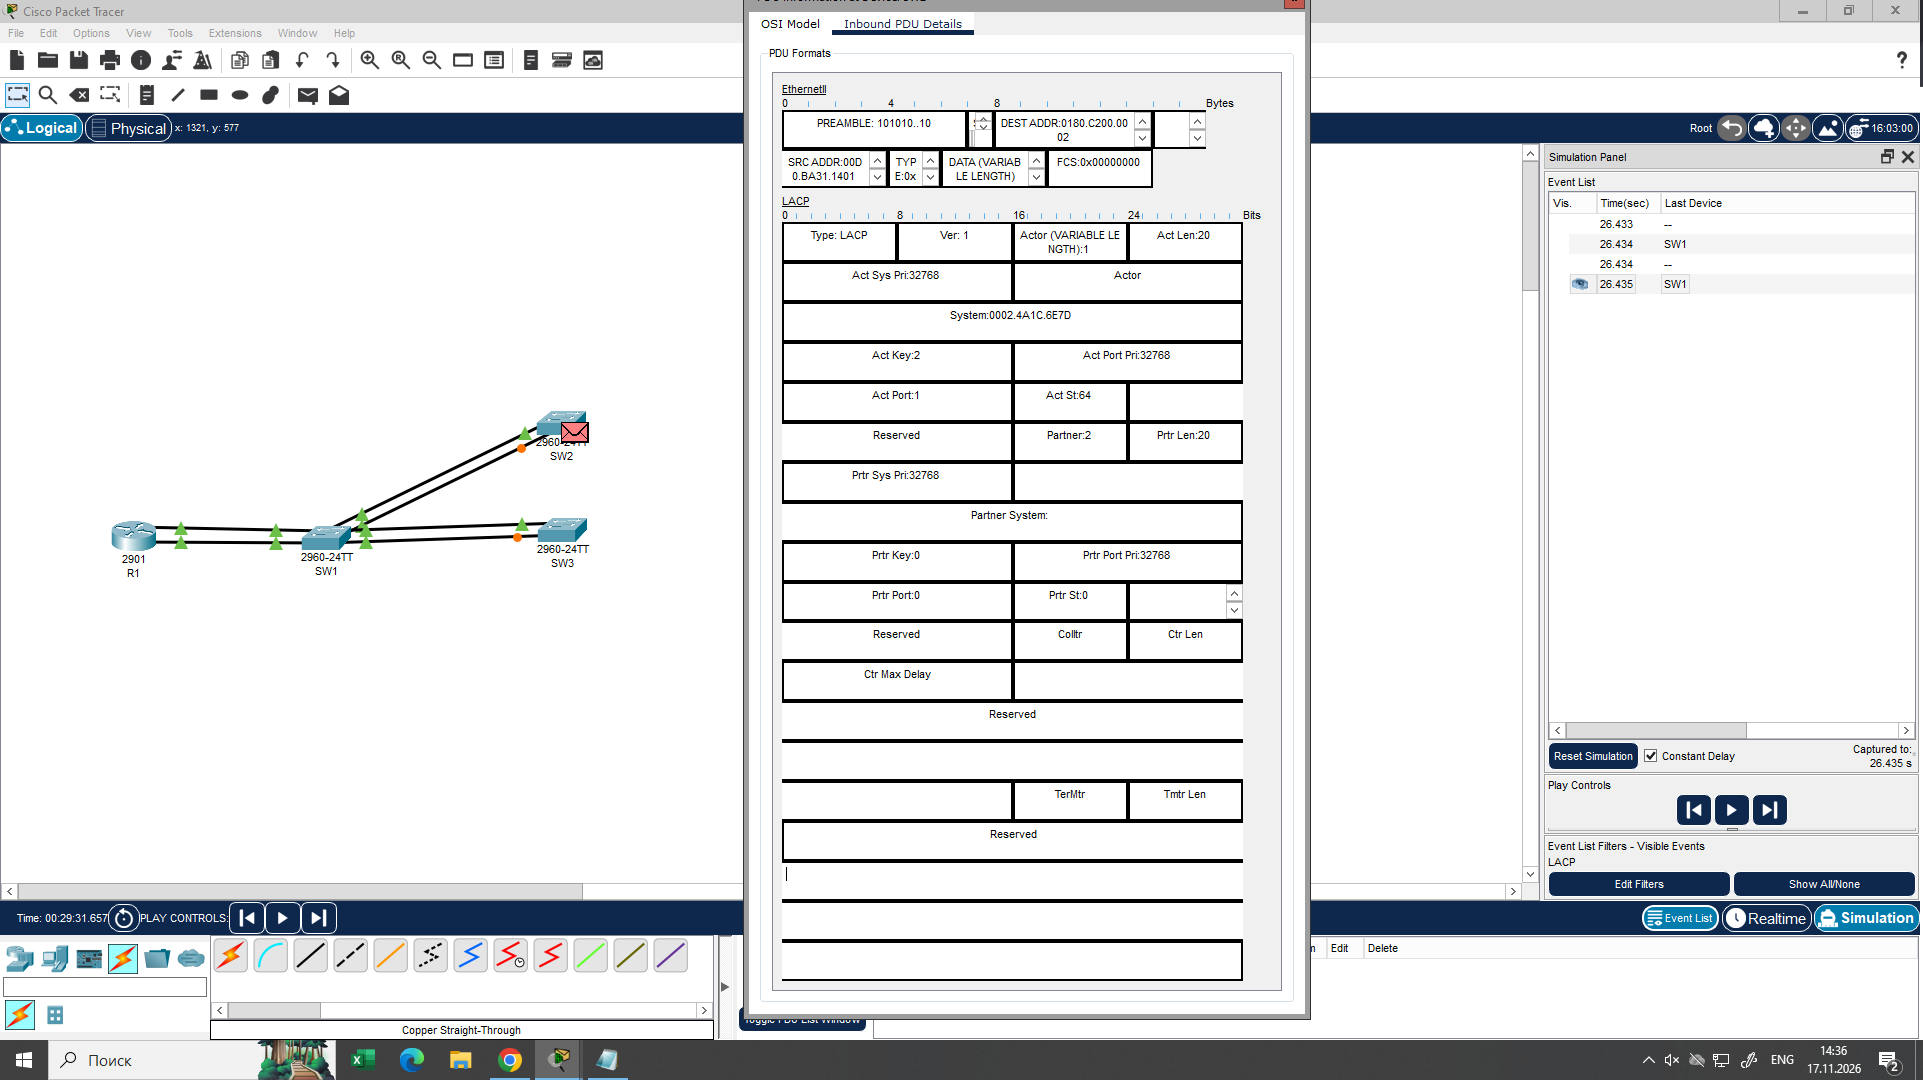 Cisco Packet Tracer
File Edit Options View Tools Extensions Window Help
Logical
Physical
x: 1321, y: 577
Root
16:03:00
2960-24TT
SW2
2901
R1
2960-24TT
SW1
2960-24TT
SW3
OSI Model
Inbound PDU Details
PDU Formats
EthernetII
0 4 8 Bytes
PREAMBLE: 101010..10
DEST ADDR:0180.C200.00
02
SRC ADDR:00D
0.BA31.1401
TYP
E:0x
DATA (VARIAB
LE LENGTH)
FCS:0x00000000
LACP
0 8 16 24 Bits
Type: LACP
Ver: 1
Actor (VARIABLE LE
NGTH):1
Act Len:20
Act Sys Pri:32768
Actor
System:0002.4A1C.6E7D
Act Key:2
Act Port Pri:32768
Act Port:1
Act St:64
Reserved
Partner:2
Prtr Len:20
Prtr Sys Pri:32768
Partner System:
Prtr Key:0
Prtr Port Pri:32768
Prtr Port:0
Prtr St:0
Reserved
Colltr
Ctr Len
Ctr Max Delay
Reserved
TerMtr
Tmtr Len
Reserved
Simulation Panel
Event List
Vis. Time(sec) Last Device
26.433 --
26.434 SW1
26.434 --
26.435 SW1
Reset Simulation
Constant Delay
Captured to:
26.435 s
Play Controls
Event List Filters - Visible Events
LACP
Edit Filters
Show All/None
Time: 00:29:31.657
PLAY CONTROLS:
Event List
Realtime
Simulation
Edit
Delete
Copper Straight-Through
Toggle PDU List Window
Поиск
ENG
14:36
17.11.2026
2